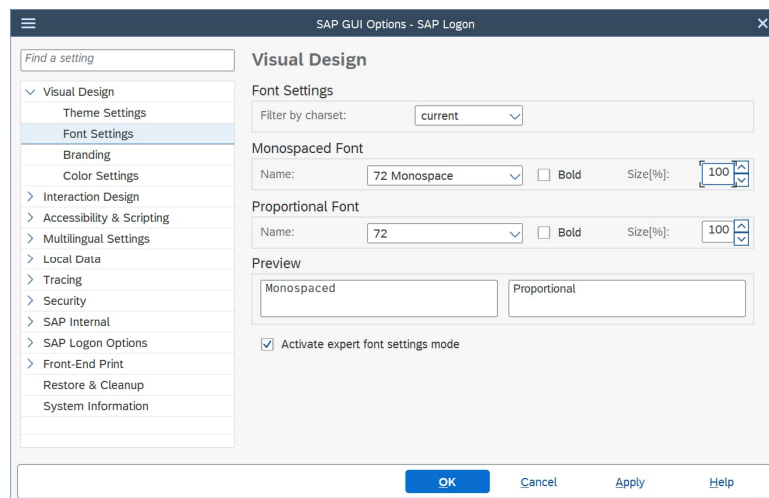 SAP GUI Options - SAP Logon
Find a setting
Visual Design
Theme Settings
Font Settings
Branding
Color Settings
Interaction Design
Accessibility & Scripting
Multilingual Settings
Local Data
Tracing
Security
SAP Internal
SAP Logon Options
Front-End Print
Restore & Cleanup
System Information
Visual Design
Font Settings
Filter by charset: current
Monospaced Font
Name: 72 Monospace Bold Size[%]: 100
Proportional Font
Name: 72 Bold Size[%]: 100
Preview
Monospaced Proportional
Activate expert font settings mode
OK Cancel Apply Help